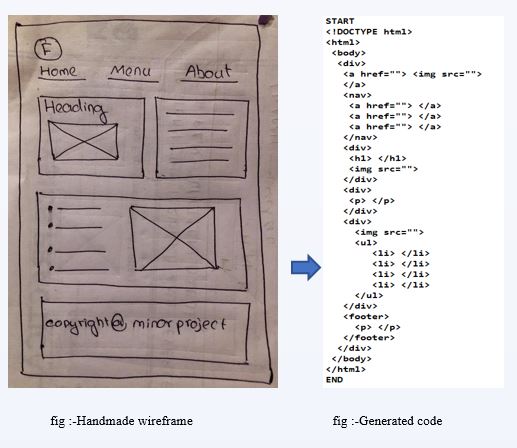 F
Home Menu About
Heading
copyright@ minor project
START
<!DOCTYPE html>
<html>
<body>
<div>
<a href=""> <img src="">
</a>
<nav>
<a href=""> </a>
<a href=""> </a>
<a href=""> </a>
</nav>
<div>
<h1> </h1>
<img src="">
</div>
<div>
<p> </p>
</div>
<div>
<img src="">
<ul>
<li> </li>
<li> </li>
<li> </li>
<li> </li>
</ul>
</div>
<footer>
<p> </p>
</footer>
</div>
</body>
</html>
END
fig :-Handmade wireframe
fig :-Generated code